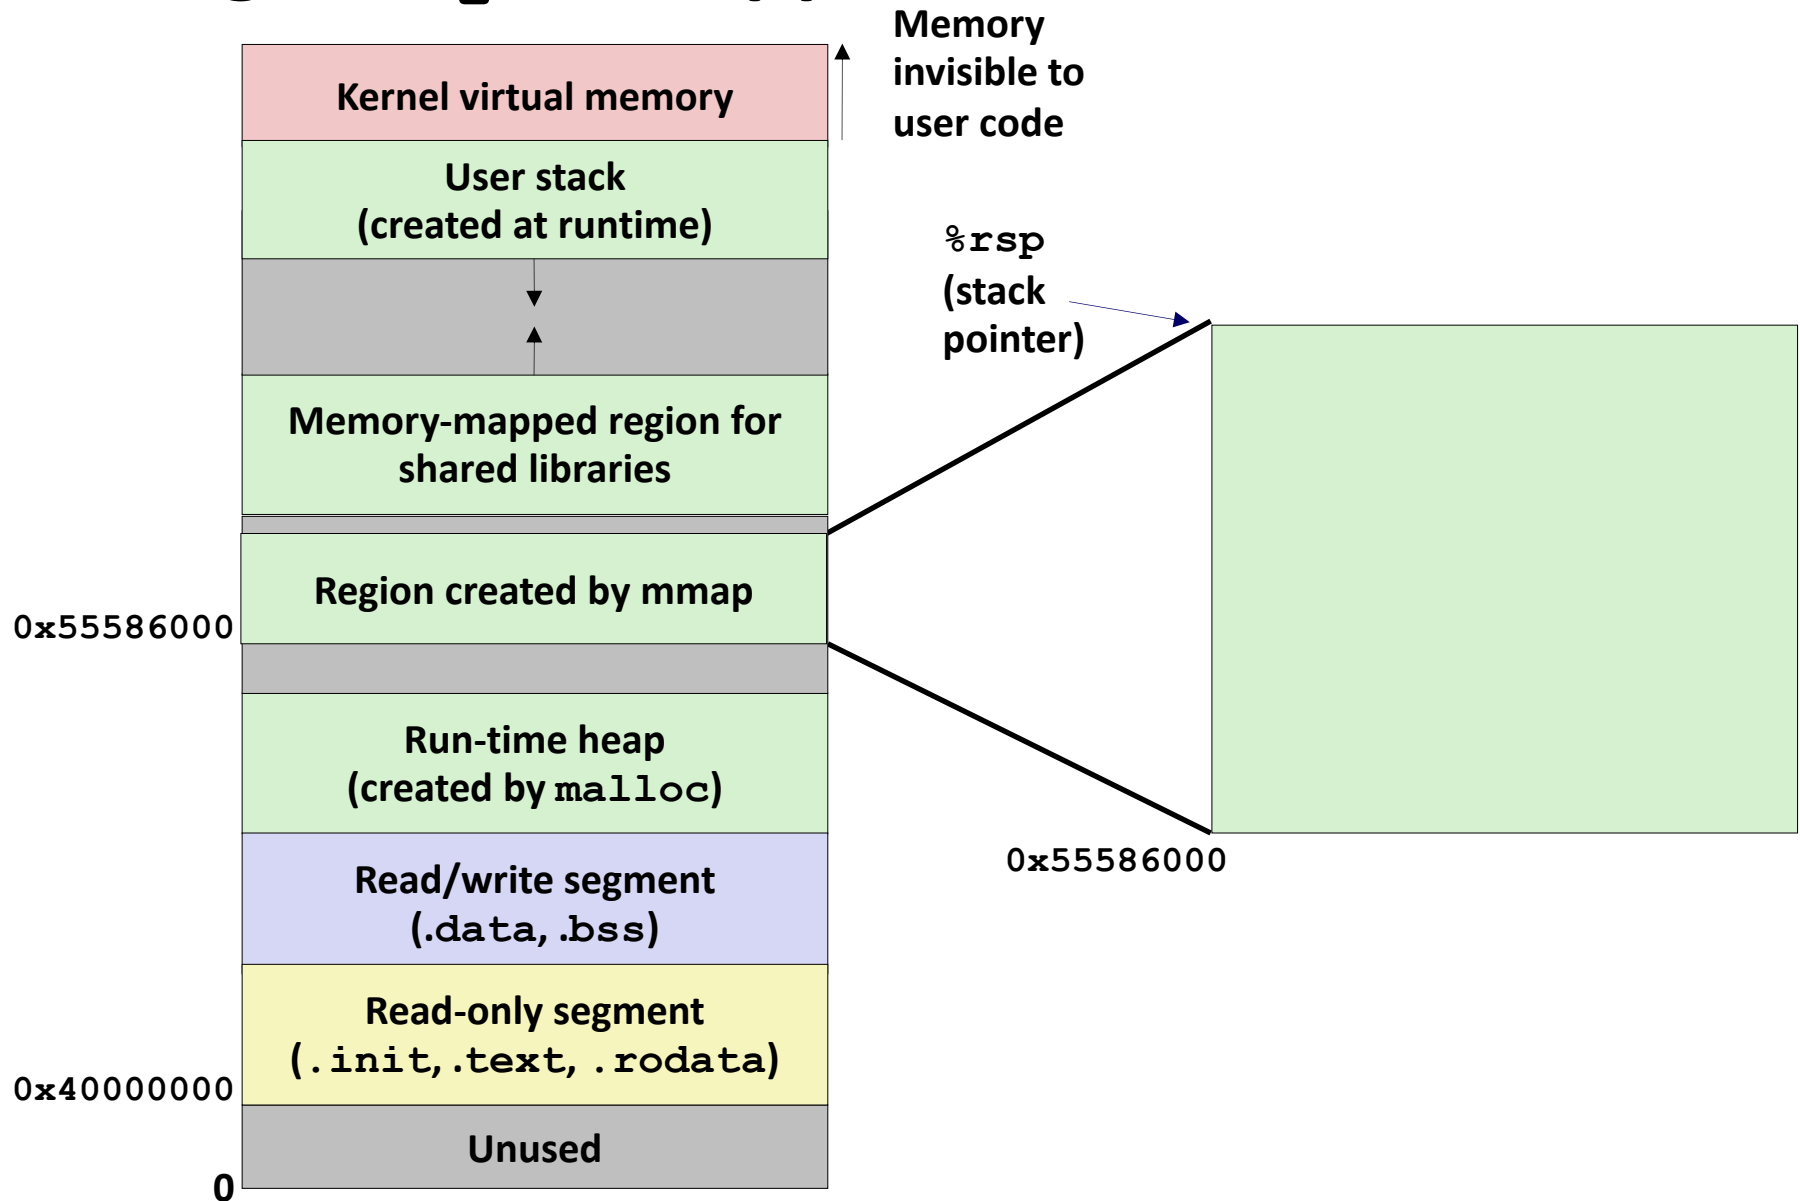 Memory
invisible to
user code
Kernel virtual memory
User stack
(created at runtime)
%rsp
(stack
pointer)
Memory-mapped region for
shared libraries
Region created by mmap
0x55586000
Run-time heap
(created by malloc)
0x55586000
Read/write segment
(.data, .bss)
Read-only segment
(.init, .text, .rodata)
0x40000000
Unused
0